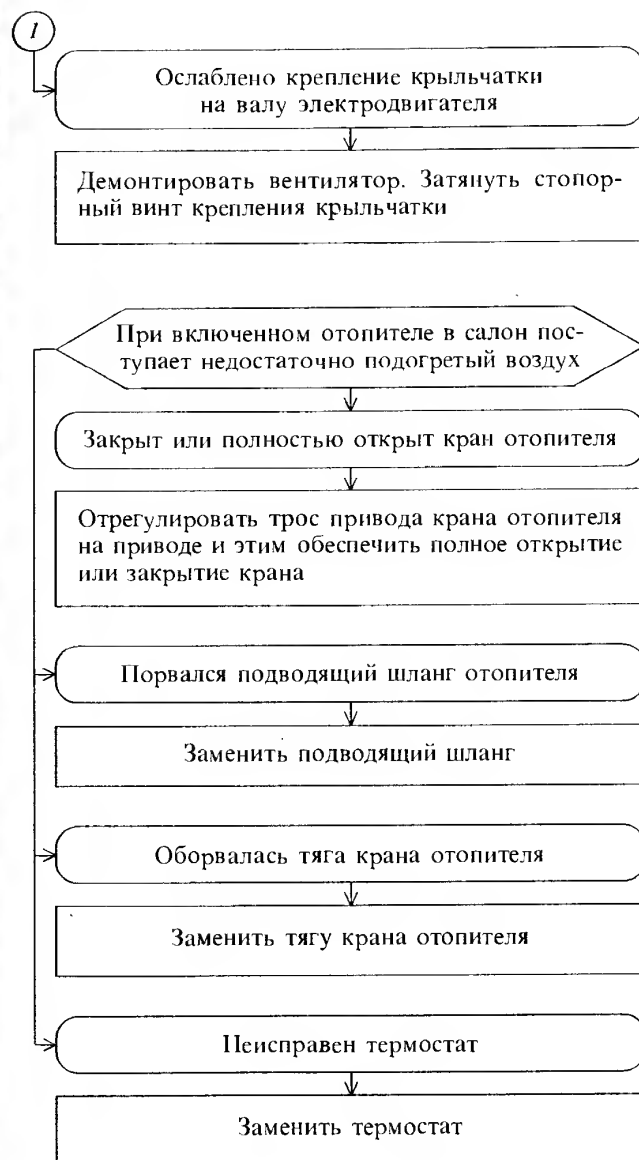 1
Ослаблено крепление крыльчатки
на валу электродвигателя
Демонтировать вентилятор. Затянуть стопор-
ный винт крепления крыльчатки
При включенном отопителе в салон пос-
тупает недостаточно подогретый воздух
Закрыт или полностью открыт кран отопителя
Отрегулировать трос привода крана отопителя
на приводе и этим обеспечить полное открытие
или закрытие крана
Порвался подводящий шланг отопителя
Заменить подводящий шланг
Оборвалась тяга крана отопителя
Заменить тягу крана отопителя
Неисправен термостат
Заменить термостат